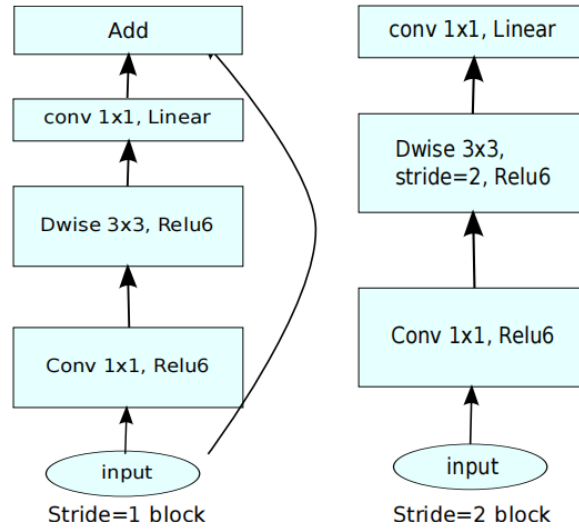 Add
conv 1x1, Linear
Dwise 3x3, Relu6
Conv 1x1, Relu6
input
Stride=1 block
conv 1x1, Linear
Dwise 3x3,
stride=2, Relu6
Conv 1x1, Relu6
input
Stride=2 block